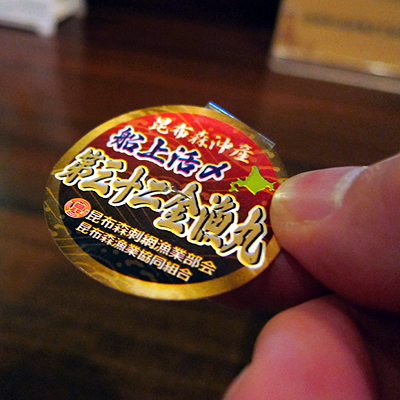 昆布森沖産
船上活〆
第三十二金漁丸
昆布森刺網漁業部会
昆布森漁業協同組合